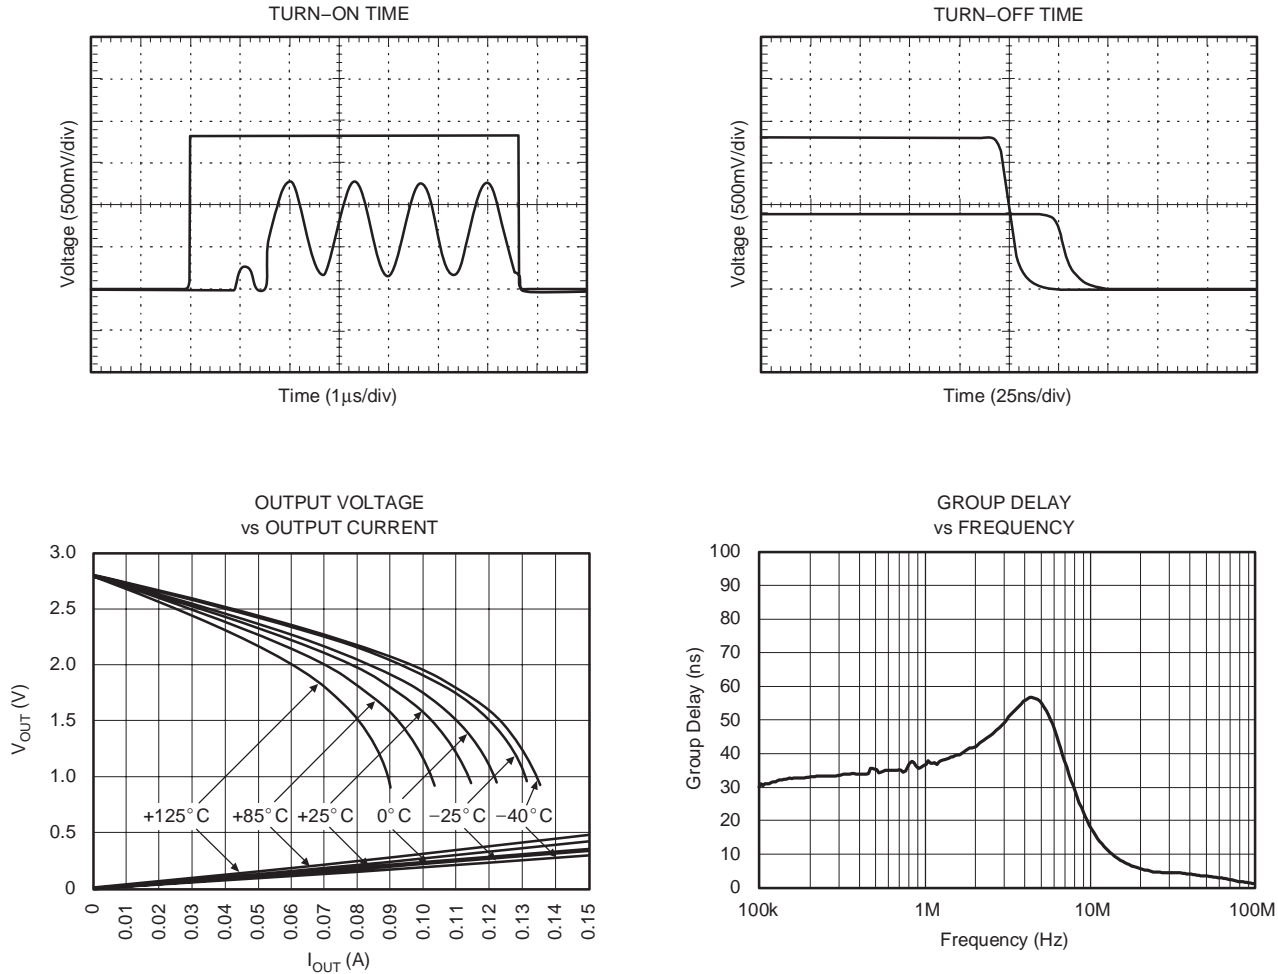 TURN−ON TIME
Voltage (500mV/div)
Time (1μs/div)
TURN−OFF TIME
Voltage (500mV/div)
Time (25ns/div)
OUTPUT VOLTAGE
vs OUTPUT CURRENT
3.0
2.5
2.0
1.5
1.0
0.5
0
VOUT (V)
+125°C +85°C +25°C 0°C −25°C −40°C
0 0.01 0.02 0.03 0.04 0.05 0.06 0.07 0.08 0.09 0.10 0.11 0.12 0.13 0.14 0.15
IOUT (A)
GROUP DELAY
vs FREQUENCY
100
90
80
70
60
50
40
30
20
10
0
Group Delay (ns)
100k 1M 10M 100M
Frequency (Hz)